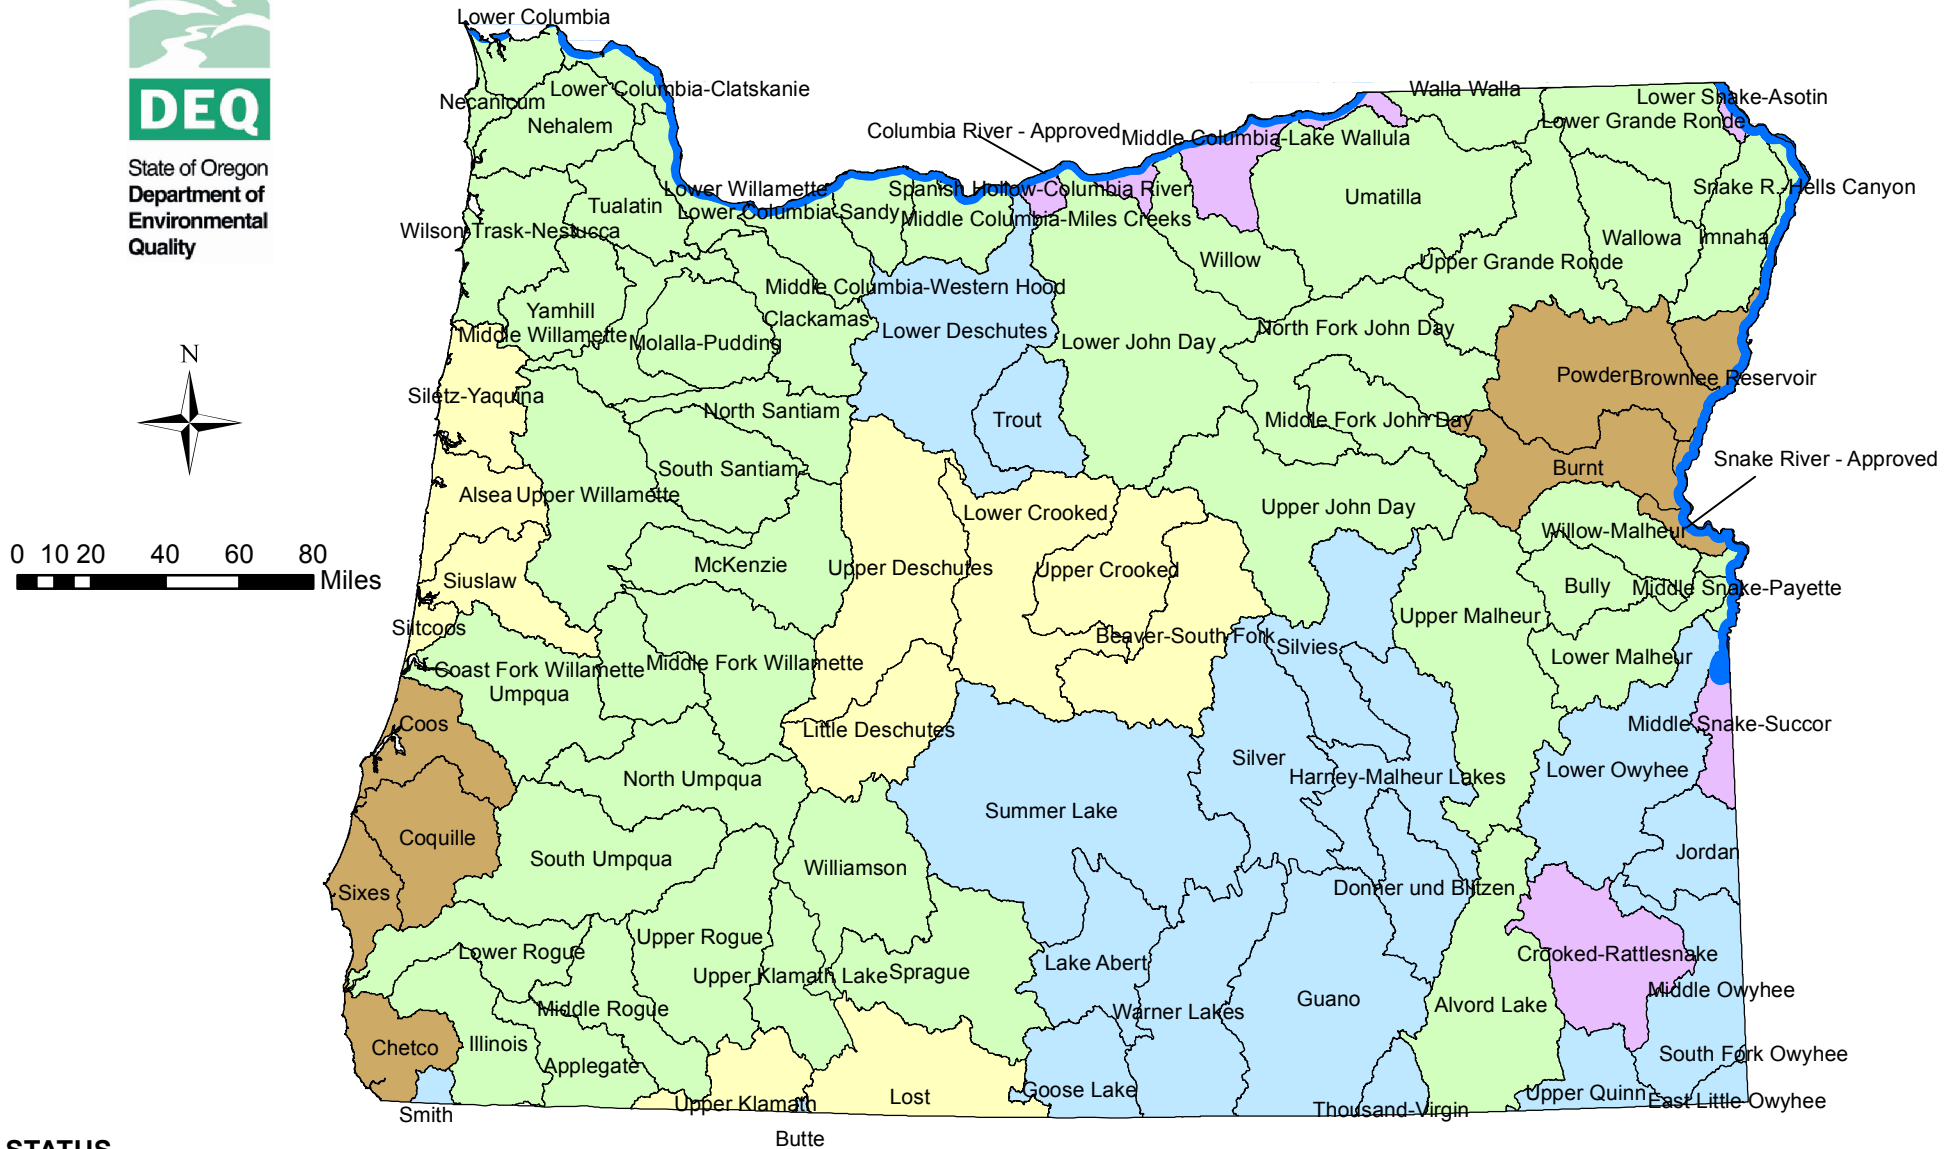 Lower Columbia
DEQ
State of Oregon
Department of
Environmental
Quality
Necanicum
Lower Columbia-Clatskanie
Nehalem
Walla Walla
Lower Snake-Asotin
Lower Grande Ronde
Columbia River - Approved
Middle Columbia-Lake Wallula
Lower Willamette
Spanish Hollow-Columbia River
Umatilla
Snake R.-Hells Canyon
Tualatin
Lower Columbia-Sandy
Middle Columbia-Miles Creeks
Wilson-Trask-Nestucca
Wallowa
Imnaha
Willow
Upper Grande Ronde
Middle Columbia-Western Hood
Yamhill
Clackamas
Middle Willamette
Molalla-Pudding
Lower Deschutes
Lower John Day
North Fork John Day
N
Powder
Brownlee Reservoir
Siletz-Yaquina
North Santiam
Trout
Middle Fork John Day
South Santiam
Burnt
Snake River - Approved
Alsea
Upper Willamette
Lower Crooked
Upper John Day
Willow-Malheur
0 10 20 40 60 80
Miles
McKenzie
Upper Deschutes
Upper Crooked
Siuslaw
Bully
Middle Snake-Payette
Siltcoos
Upper Malheur
Beaver-South Fork
Silvies
Lower Malheur
Coast Fork Willamette
Middle Fork Willamette
Umpqua
Coos
Little Deschutes
Middle Snake-Succor
North Umpqua
Silver
Harney-Malheur Lakes
Lower Owyhee
Summer Lake
Coquille
South Umpqua
Williamson
Jordan
Sixes
Donner und Blitzen
Upper Rogue
Lower Rogue
Upper Klamath Lake
Sprague
Lake Abert
Crooked-Rattlesnake
Middle Owyhee
Middle Rogue
Warner Lakes
Guano
Alvord Lake
Chetco
Illinois
Applegate
South Fork Owyhee
Goose Lake
Lost
Upper Quinn
East Little Owyhee
Upper Klamath
Smith
Thousand-Virgin
Butte
STATUS